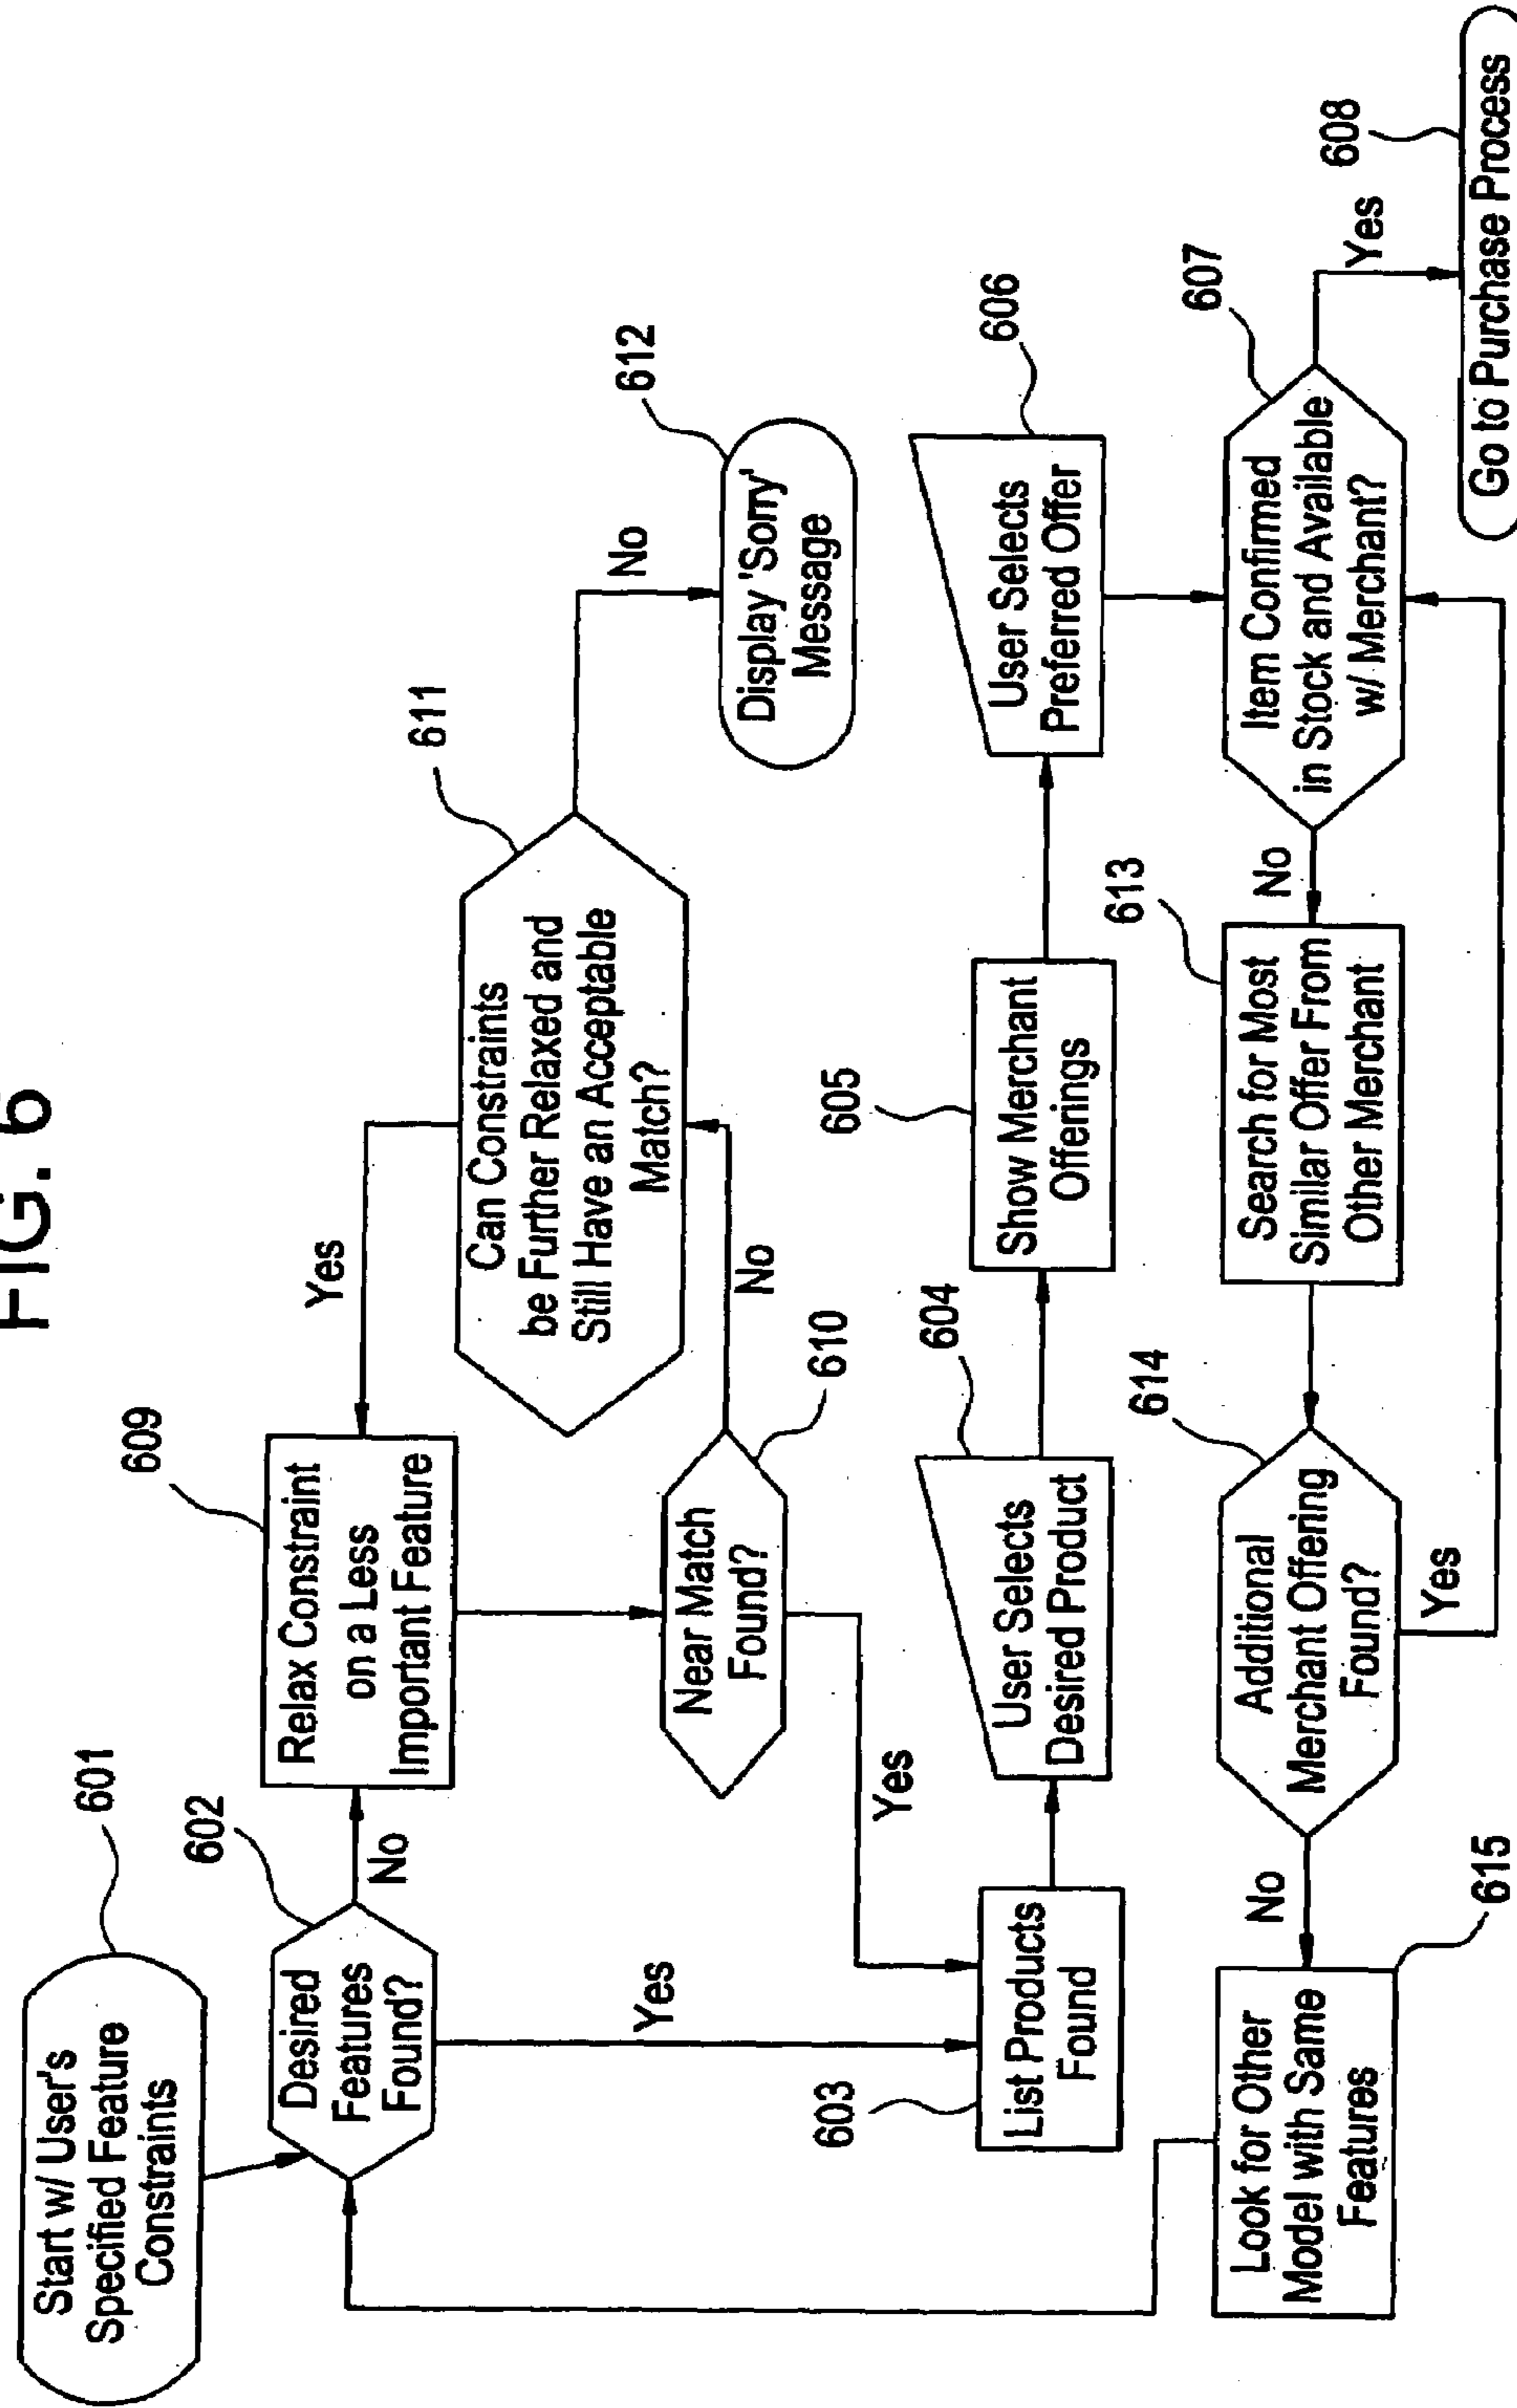 FIG. 6
601
Start w/ User's
Specified Feature
Constraints
602
Desired
Features
Found?
No
Yes
609
Relax Constraint
on a Less
Important Feature
Yes
611
Can Constraints
be Further Relaxed and
Still Have an Acceptable
Match?
No
612
Display 'Sorry'
Message
610
Near Match
Found?
No
Yes
603
List Products
Found
604
User Selects
Desired Product
605
Show Merchant
Offerings
606
User Selects
Preferred Offer
607
Item Confirmed
in Stock and Available
w/ Merchant?
Yes
608
Go to Purchase Process
No
613
Search for Most
Similar Offer From
Other Merchant
614
Additional
Merchant Offering
Found?
Yes
No
615
Look for Other
Model with Same
Features